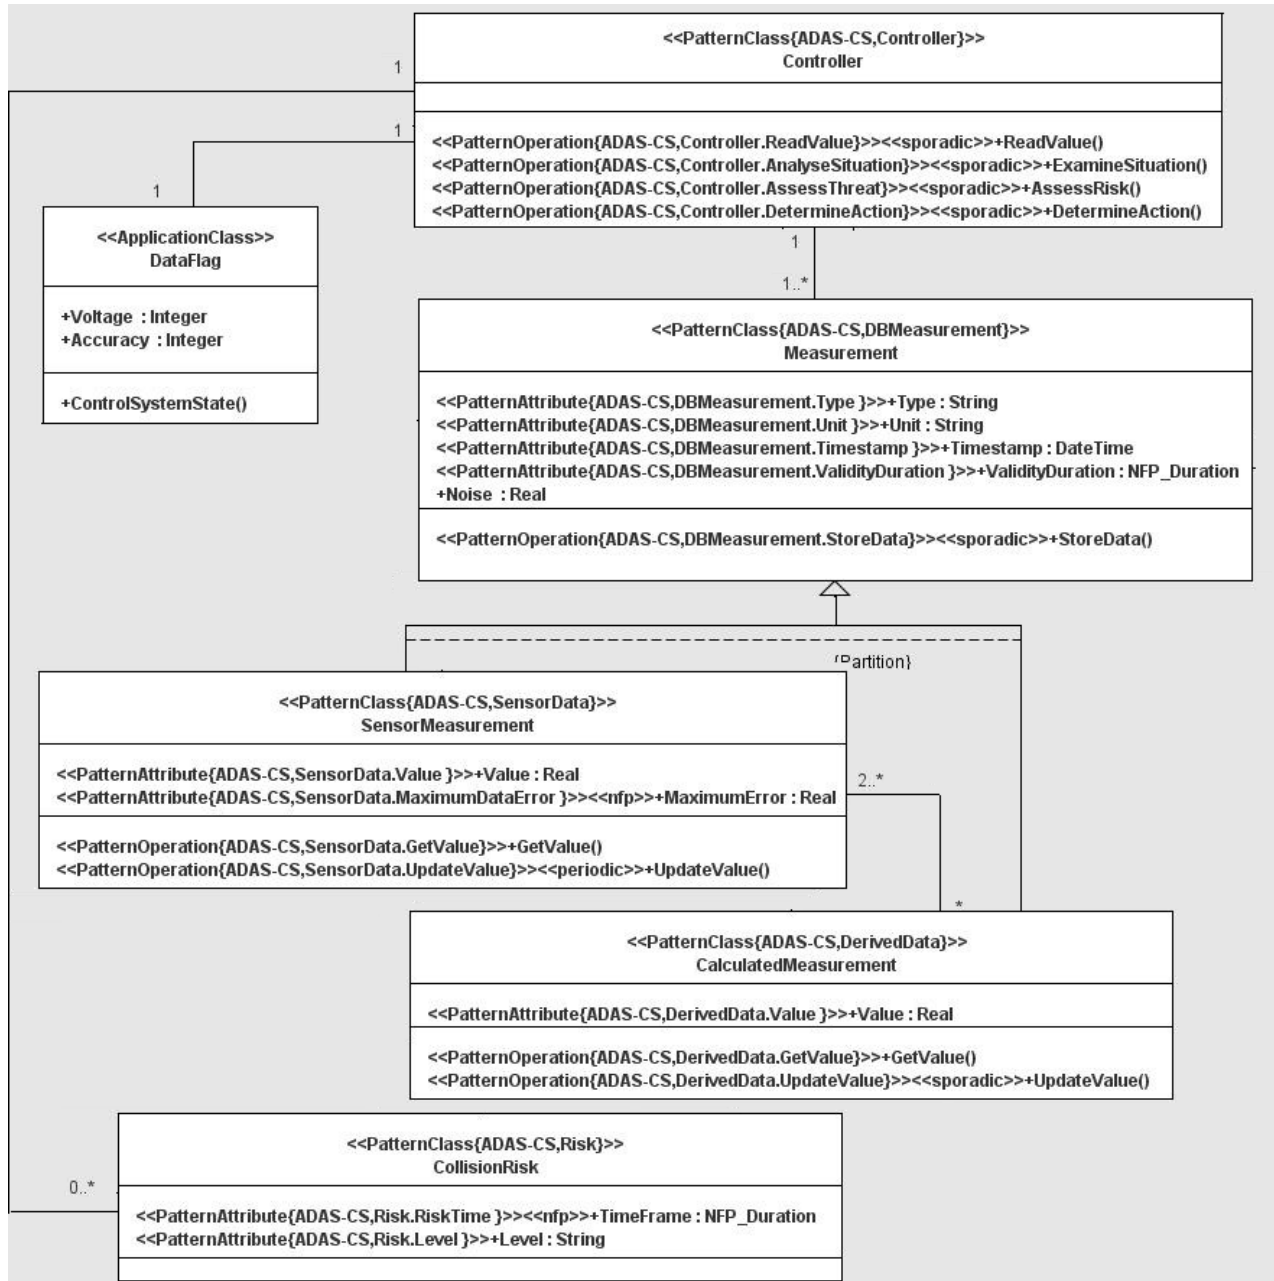 <<PatternClass{ADAS-CS,Controller}>>
Controller
1
1
<<PatternOperation{ADAS-CS,Controller.ReadValue}>><<sporadic>>+ReadValue()
<<PatternOperation{ADAS-CS,Controller.AnalyseSituation}>><<sporadic>>+ExamineSituation()
<<PatternOperation{ADAS-CS,Controller.AssessThreat}>><<sporadic>>+AssessRisk()
<<PatternOperation{ADAS-CS,Controller.DetermineAction}>><<sporadic>>+DetermineAction()
1
<<ApplicationClass>>
DataFlag
+Voltage : Integer
+Accuracy : Integer
+ControlSystemState()
1
1..*
<<PatternClass{ADAS-CS,DBMeasurement}>>
Measurement
<<PatternAttribute{ADAS-CS,DBMeasurement.Type }>>+Type : String
<<PatternAttribute{ADAS-CS,DBMeasurement.Unit }>>+Unit : String
<<PatternAttribute{ADAS-CS,DBMeasurement.Timestamp }>>+Timestamp : DateTime
<<PatternAttribute{ADAS-CS,DBMeasurement.ValidityDuration }>>+ValidityDuration : NFP_Duration
+Noise : Real
<<PatternOperation{ADAS-CS,DBMeasurement.StoreData}>><<sporadic>>+StoreData()
{Partition}
<<PatternClass{ADAS-CS,SensorData}>>
SensorMeasurement
<<PatternAttribute{ADAS-CS,SensorData.Value }>>+Value : Real
<<PatternAttribute{ADAS-CS,SensorData.MaximumDataError }>><<nfp>>+MaximumError : Real
<<PatternOperation{ADAS-CS,SensorData.GetValue}>>+GetValue()
<<PatternOperation{ADAS-CS,SensorData.UpdateValue}>><<periodic>>+UpdateValue()
2..*
*
<<PatternClass{ADAS-CS,DerivedData}>>
CalculatedMeasurement
<<PatternAttribute{ADAS-CS,DerivedData.Value }>>+Value : Real
<<PatternOperation{ADAS-CS,DerivedData.GetValue}>>+GetValue()
<<PatternOperation{ADAS-CS,DerivedData.UpdateValue}>><<sporadic>>+UpdateValue()
<<PatternClass{ADAS-CS,Risk}>>
CollisionRisk
0..*
<<PatternAttribute{ADAS-CS,Risk.RiskTime }>><<nfp>>+TimeFrame : NFP_Duration
<<PatternAttribute{ADAS-CS,Risk.Level }>>+Level : String